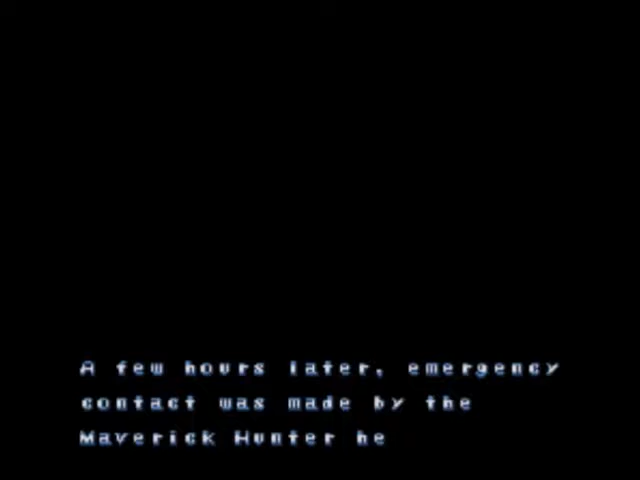 A few hours later, emergency
contact was made by the
Maverick Hunter he